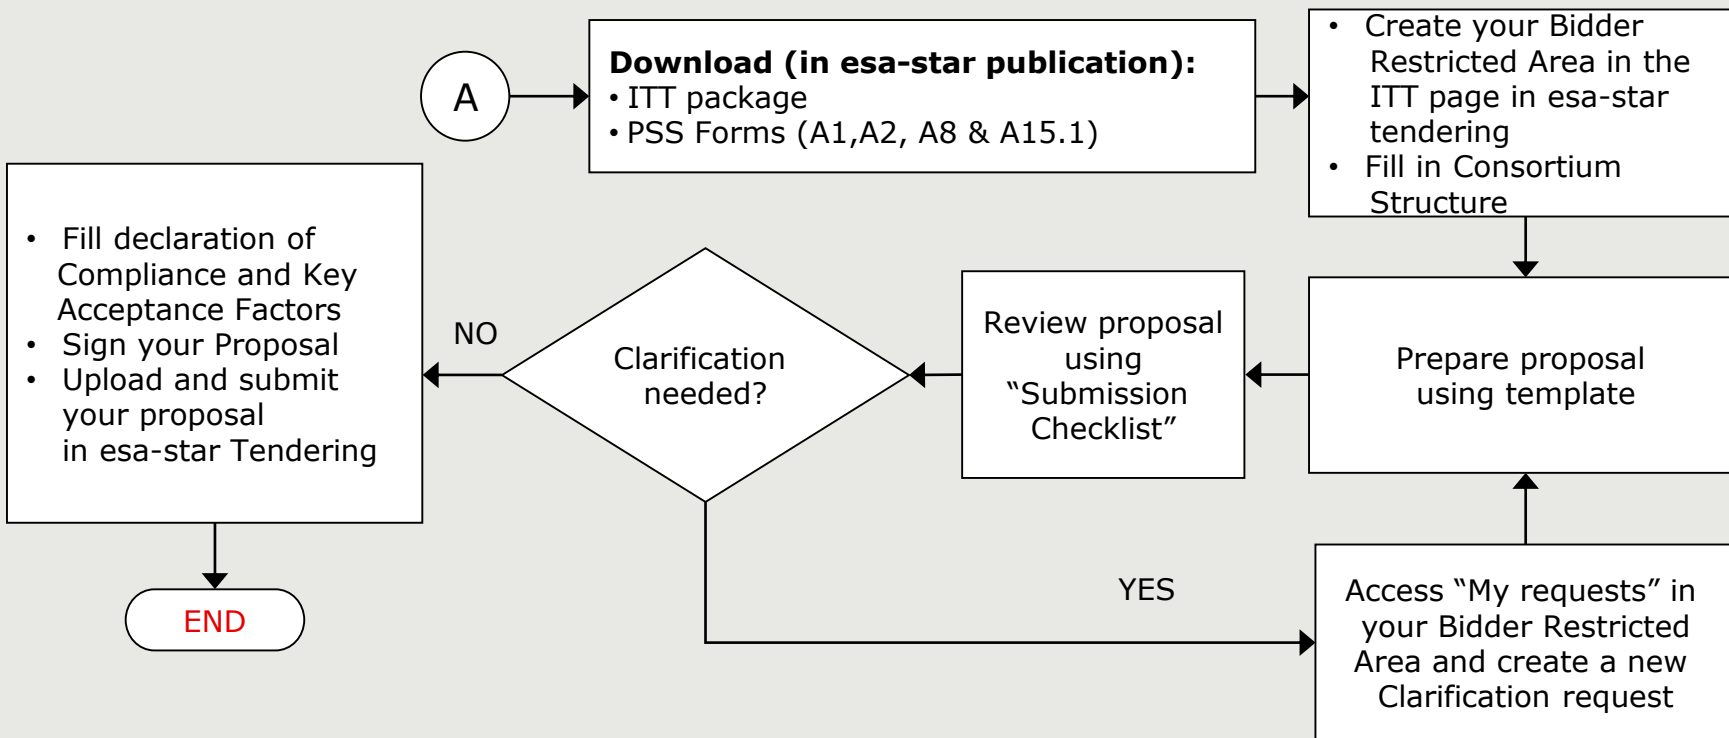 A
Download (in esa-star publication):
• ITT package
• PSS Forms (A1,A2, A8 & A15.1)
• Create your Bidder
Restricted Area in the
ITT page in esa-star
tendering
• Fill in Consortium
Structure
Prepare proposal
using template
Review proposal
using
“Submission
Checklist”
Clarification
needed?
NO
• Fill declaration of
Compliance and Key
Acceptance Factors
• Sign your Proposal
• Upload and submit
your proposal
in esa-star Tendering
END
YES
Access “My requests” in
your Bidder Restricted
Area and create a new
Clarification request